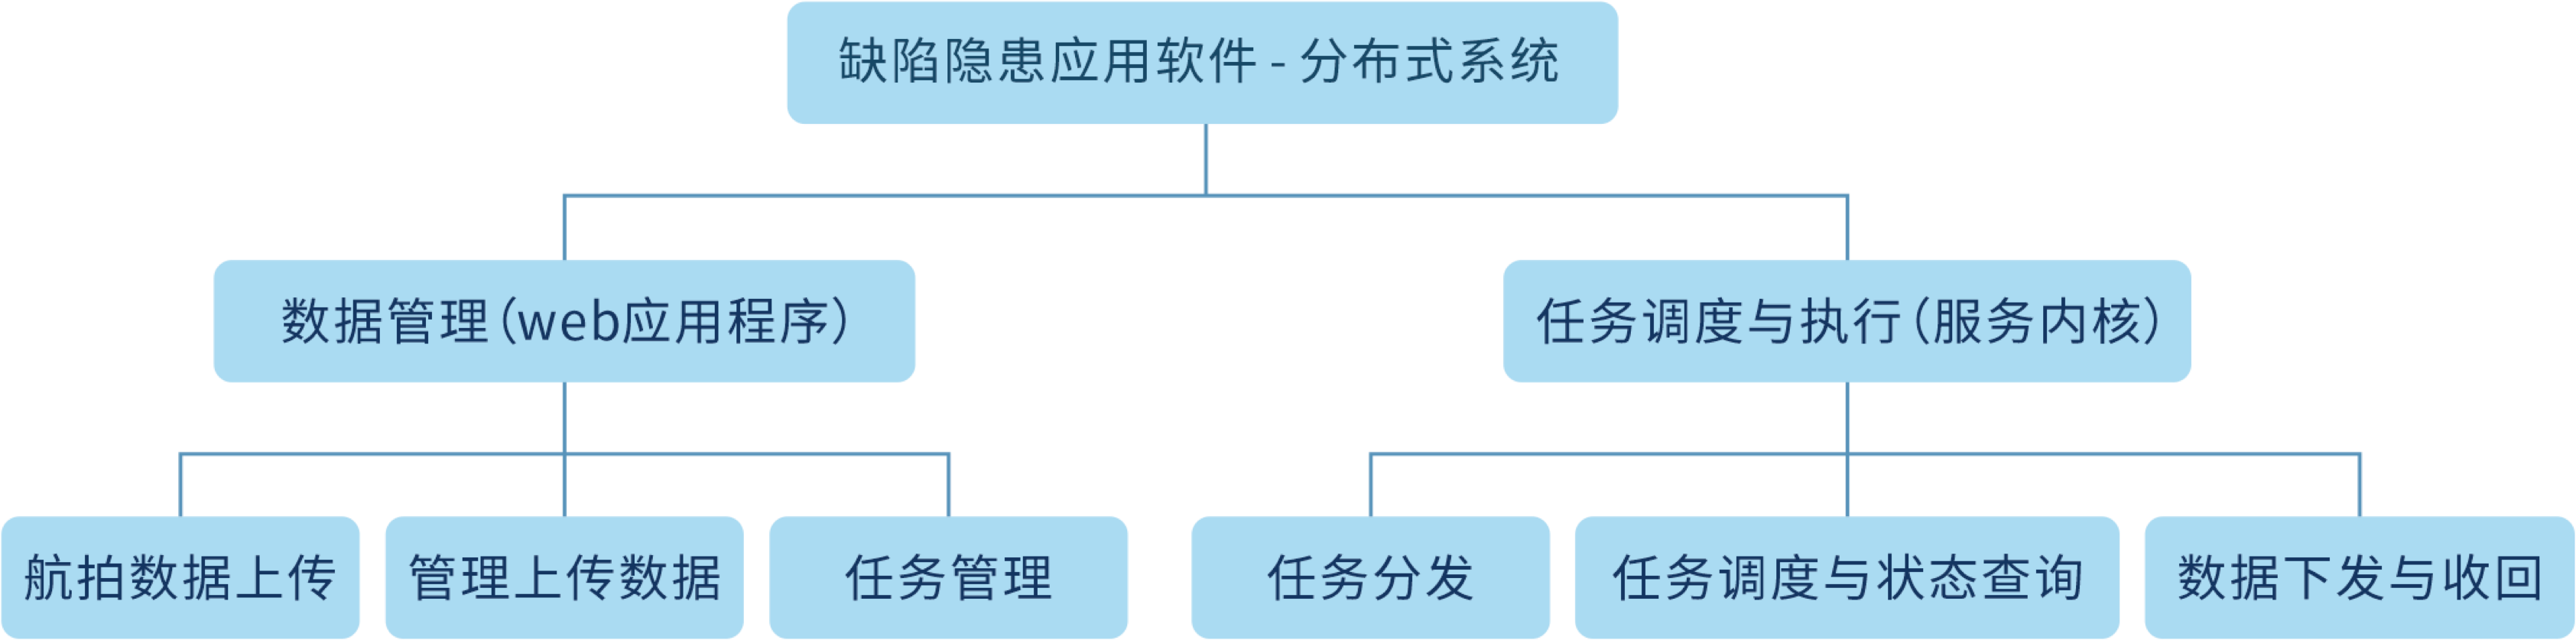 缺陷隐患应用软件 - 分布式系统
数据管理(web应用程序)
任务调度与执行(服务内核)
航拍数据上传
管理上传数据
任务管理
任务分发
任务调度与状态查询
数据下发与收回